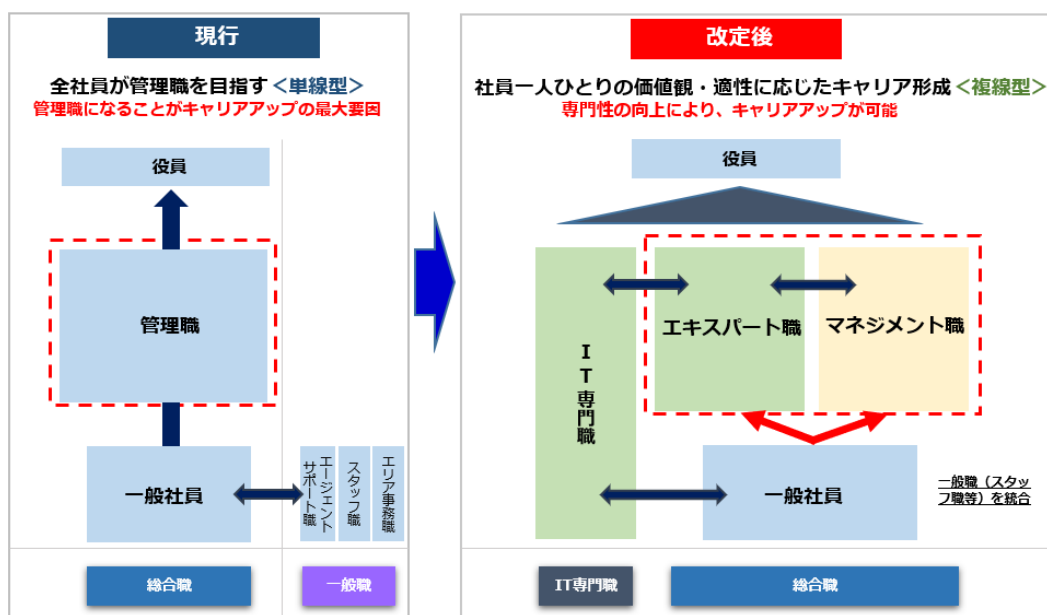 現行
全社員が管理職を目指す＜単線型＞
管理職になることがキャリアアップの最大要因
役員
管理職
一般社員
エージェント
サポート職
スタッフ職
エリア事務職
総合職
一般職
改定後
社員一人ひとりの価値観・適性に応じたキャリア形成＜複線型＞
専門性の向上により、キャリアアップが可能
役員
IT専門職
エキスパート職
マネジメント職
一般社員
一般職（スタッ
フ職等）を統合
IT専門職
総合職